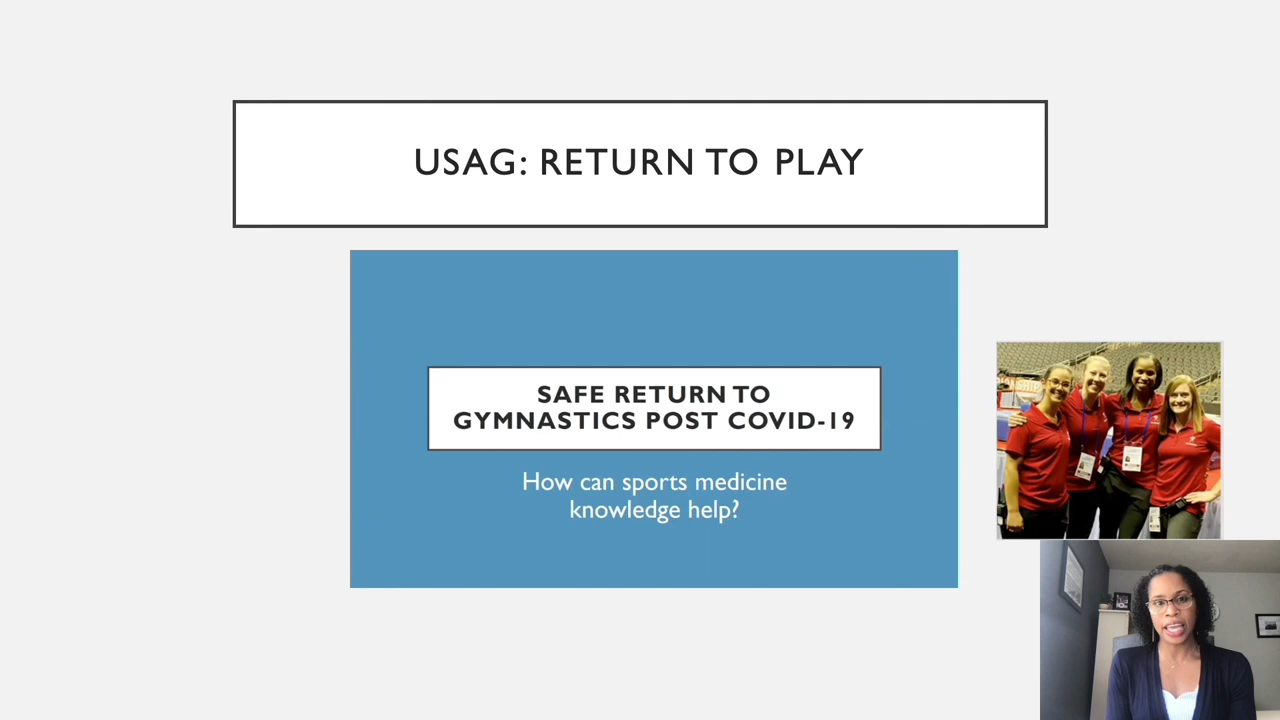 USAG: RETURN TO PLAY
SAFE RETURN TO
GYMNASTICS POST COVID-19
How can sports medicine
knowledge help?